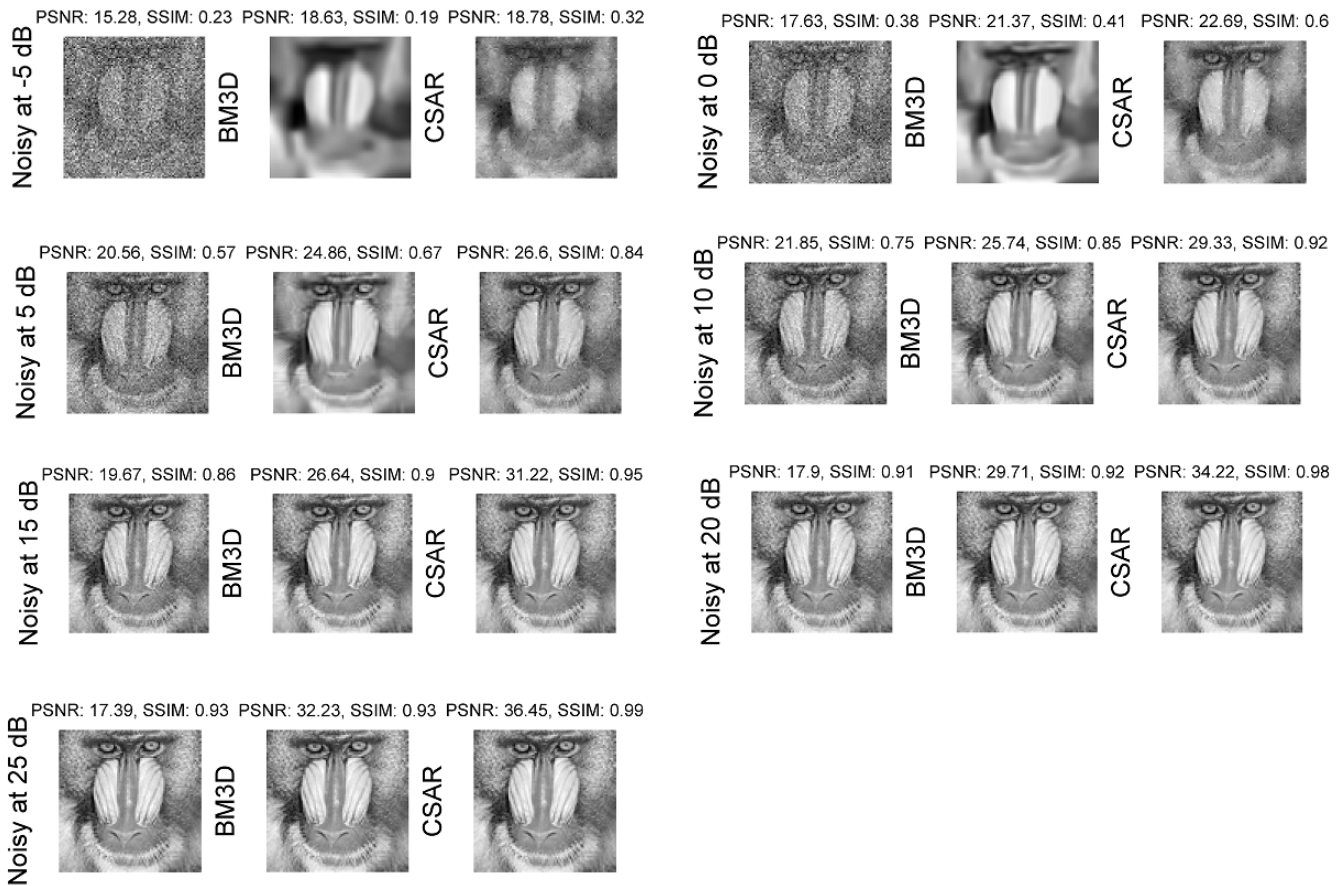 PSNR: 15.28, SSIM: 0.23 PSNR: 18.63, SSIM: 0.19 PSNR: 18.78, SSIM: 0.32
Noisy at -5 dB
BM3D
CSAR
PSNR: 17.63, SSIM: 0.38 PSNR: 21.37, SSIM: 0.41 PSNR: 22.69, SSIM: 0.6
Noisy at 0 dB
BM3D
CSAR
PSNR: 20.56, SSIM: 0.57 PSNR: 24.86, SSIM: 0.67 PSNR: 26.6, SSIM: 0.84
Noisy at 5 dB
BM3D
CSAR
PSNR: 21.85, SSIM: 0.75 PSNR: 25.74, SSIM: 0.85 PSNR: 29.33, SSIM: 0.92
Noisy at 10 dB
BM3D
CSAR
PSNR: 19.67, SSIM: 0.86 PSNR: 26.64, SSIM: 0.9 PSNR: 31.22, SSIM: 0.95
Noisy at 15 dB
BM3D
CSAR
PSNR: 17.9, SSIM: 0.91 PSNR: 29.71, SSIM: 0.92 PSNR: 34.22, SSIM: 0.98
Noisy at 20 dB
BM3D
CSAR
PSNR: 17.39, SSIM: 0.93 PSNR: 32.23, SSIM: 0.93 PSNR: 36.45, SSIM: 0.99
Noisy at 25 dB
BM3D
CSAR